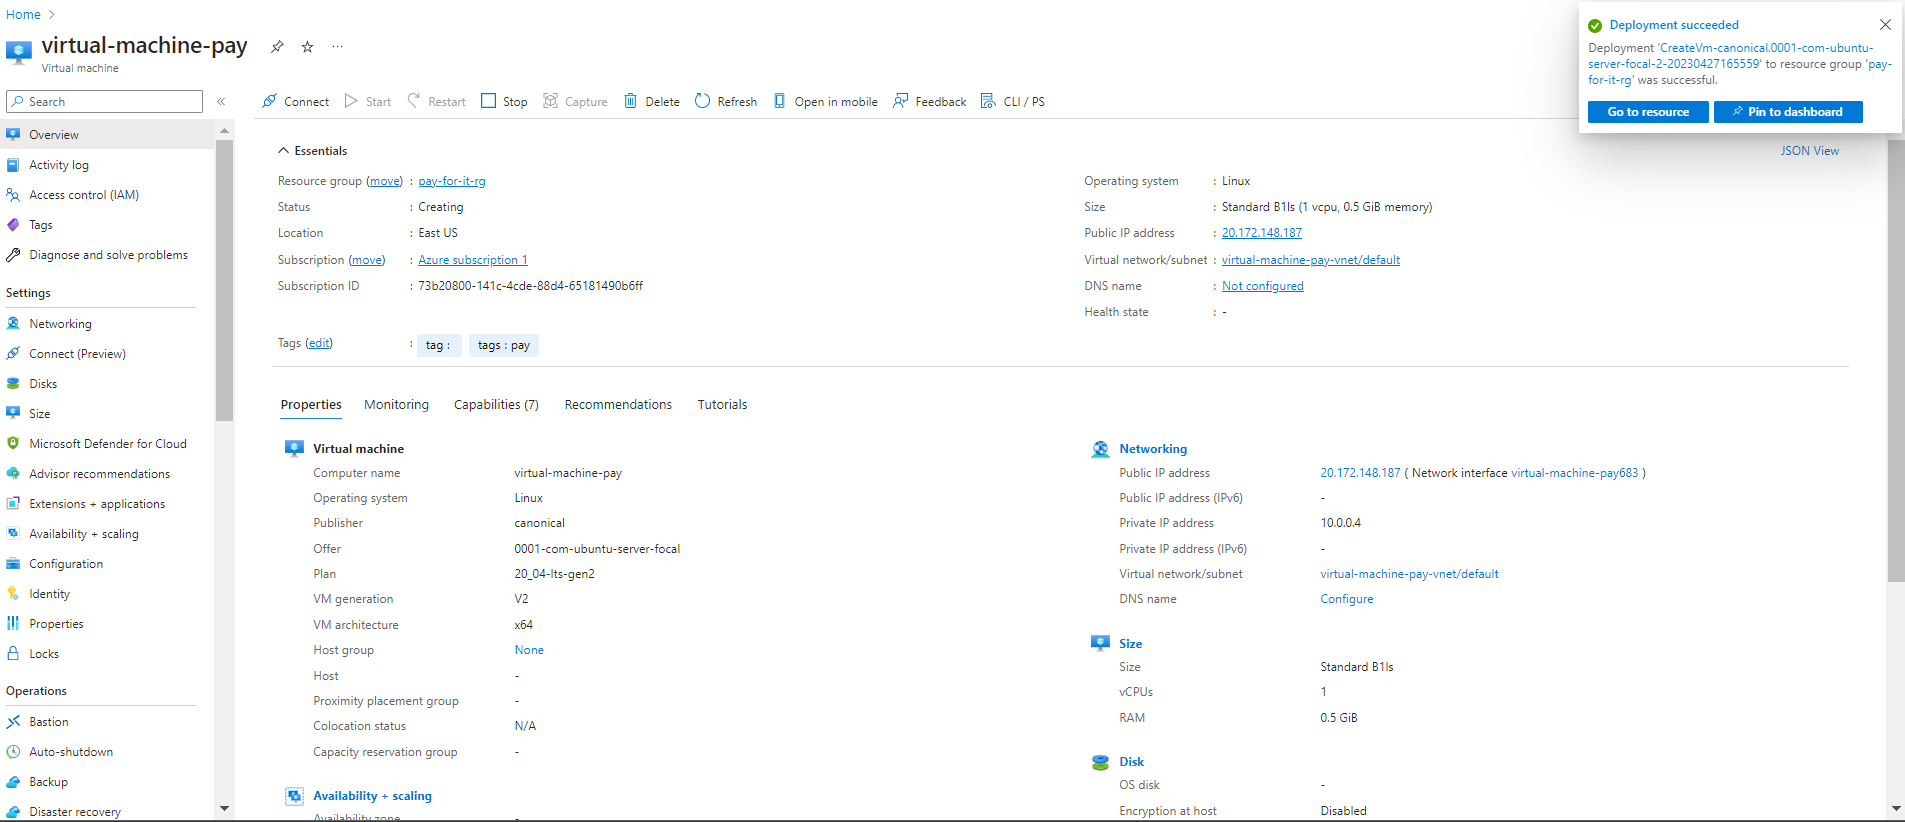 Home
virtual-machine-pay
Virtual machine
Deployment succeeded
Deployment 'CreateVm-canonical.0001-com-ubuntu-
server-focal-2-20230427165559' to resource group 'pay-
for-it-rg' was successful.
Go to resource Pin to dashboard
Search
Connect Start Restart Stop Capture Delete Refresh Open in mobile Feedback CLI / PS
Overview
Activity log
Access control (IAM)
Tags
Diagnose and solve problems
Settings
Networking
Connect (Preview)
Disks
Size
Microsoft Defender for Cloud
Advisor recommendations
Extensions + applications
Availability + scaling
Configuration
Identity
Properties
Locks
Operations
Bastion
Auto-shutdown
Backup
Disaster recovery
Essentials
JSON View
Resource group (move) : pay-for-it-rg
Status : Creating
Location : East US
Subscription (move) : Azure subscription 1
Subscription ID : 73b20800-141c-4cde-88d4-65181490b6ff
Operating system : Linux
Size : Standard B1ls (1 vcpu, 0.5 GiB memory)
Public IP address : 20.172.148.187
Virtual network/subnet : virtual-machine-pay-vnet/default
DNS name : Not configured
Health state : -
Tags (edit) : tag : tags : pay
Properties Monitoring Capabilities (7) Recommendations Tutorials
Virtual machine
Computer name virtual-machine-pay
Operating system Linux
Publisher canonical
Offer 0001-com-ubuntu-server-focal
Plan 20_04-lts-gen2
VM generation V2
VM architecture x64
Host group None
Host -
Proximity placement group -
Colocation status N/A
Capacity reservation group -
Availability + scaling
Availability zone -
Networking
Public IP address 20.172.148.187 ( Network interface virtual-machine-pay683 )
Public IP address (IPv6) -
Private IP address 10.0.0.4
Private IP address (IPv6) -
Virtual network/subnet virtual-machine-pay-vnet/default
DNS name Configure
Size
Size Standard B1ls
vCPUs 1
RAM 0.5 GiB
Disk
OS disk -
Encryption at host Disabled